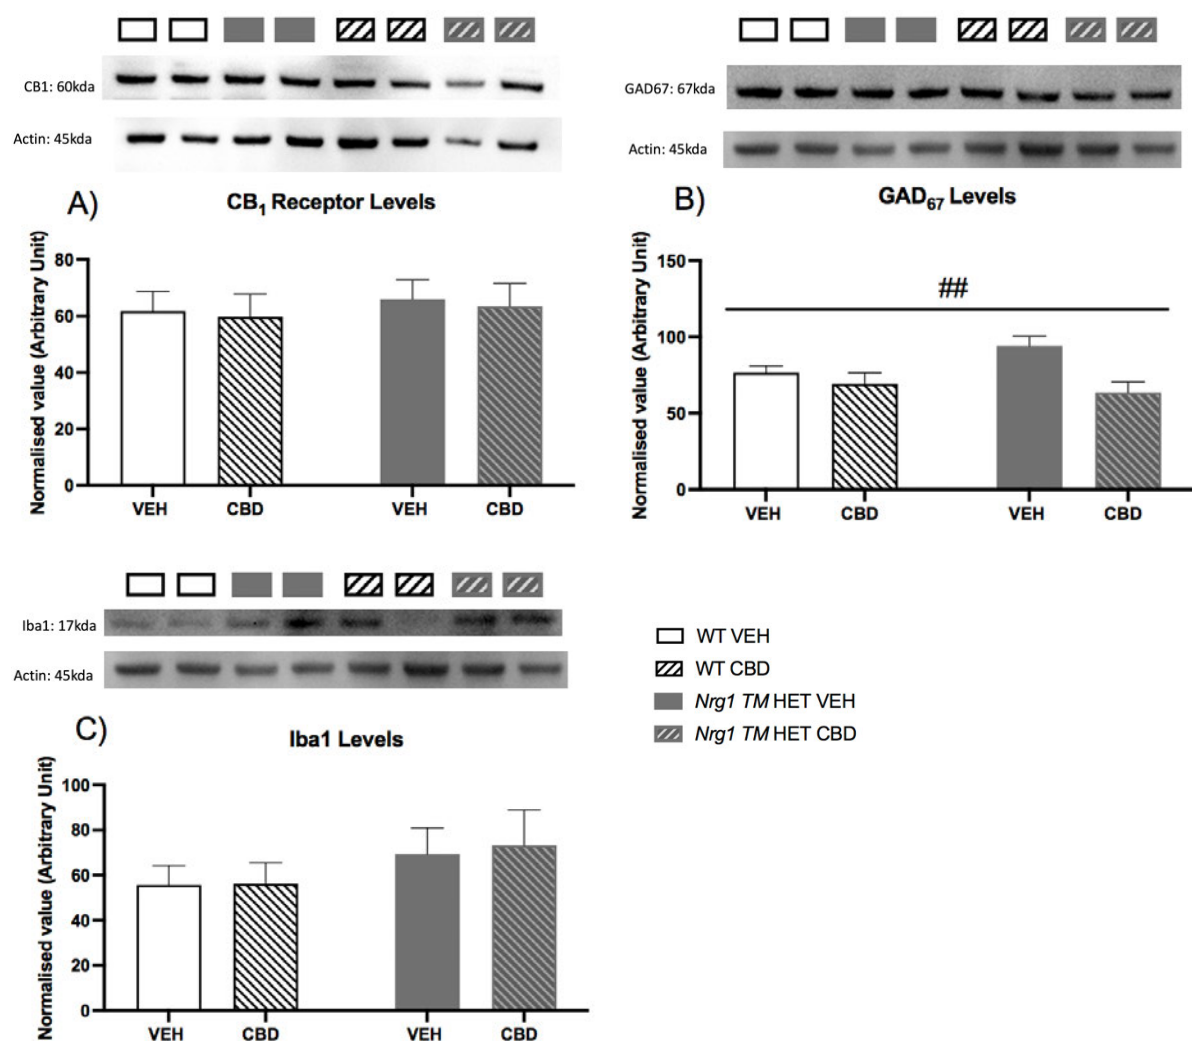 CB1: 60kda
Actin: 45kda
A)
CB1 Receptor Levels
Normalised value (Arbitrary Unit)
80
60
40
20
0
VEH
CBD
VEH
CBD
GAD67: 67kda
Actin: 45kda
B)
GAD67 Levels
Normalised value (Arbitrary Unit)
150
100
50
0
##
VEH
CBD
VEH
CBD
Iba1: 17kda
Actin: 45kda
C)
Iba1 Levels
Normalised value (Arbitrary Unit)
100
80
60
40
20
0
VEH
CBD
VEH
CBD
WT VEH
WT CBD
Nrg1 TM HET VEH
Nrg1 TM HET CBD